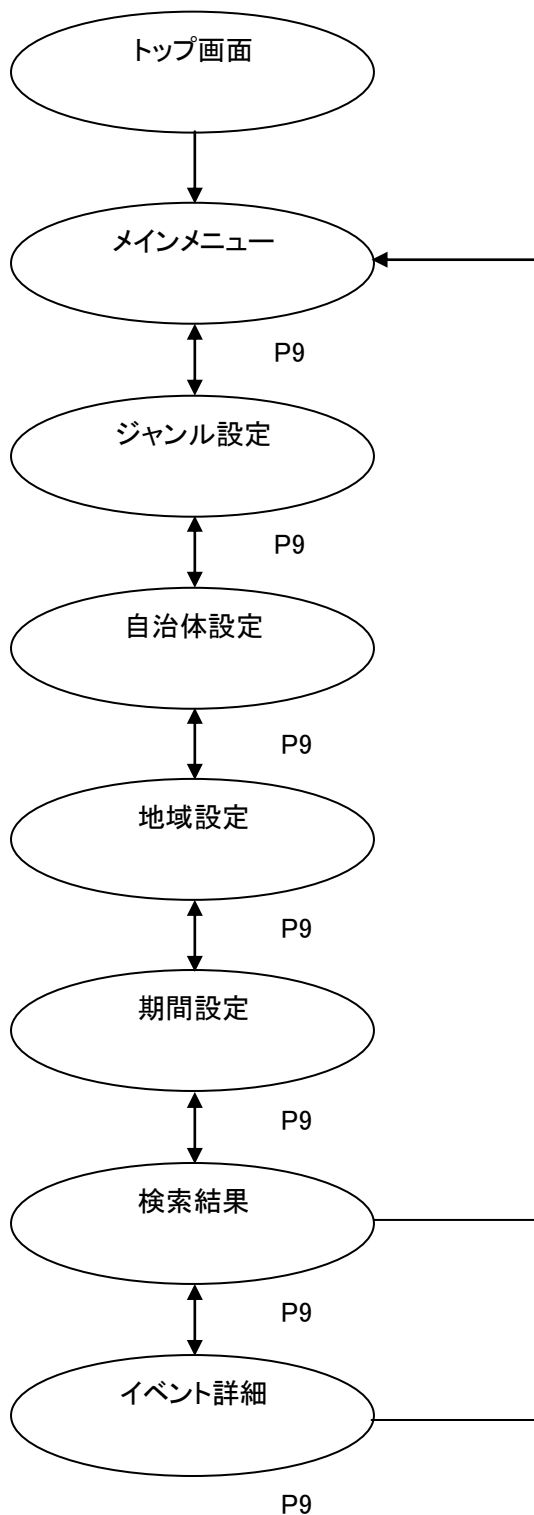 トップ画面
メインメニュー
P9
ジャンル設定
P9
自治体設定
P9
地域設定
P9
期間設定
P9
検索結果
P9
イベント詳細
P9